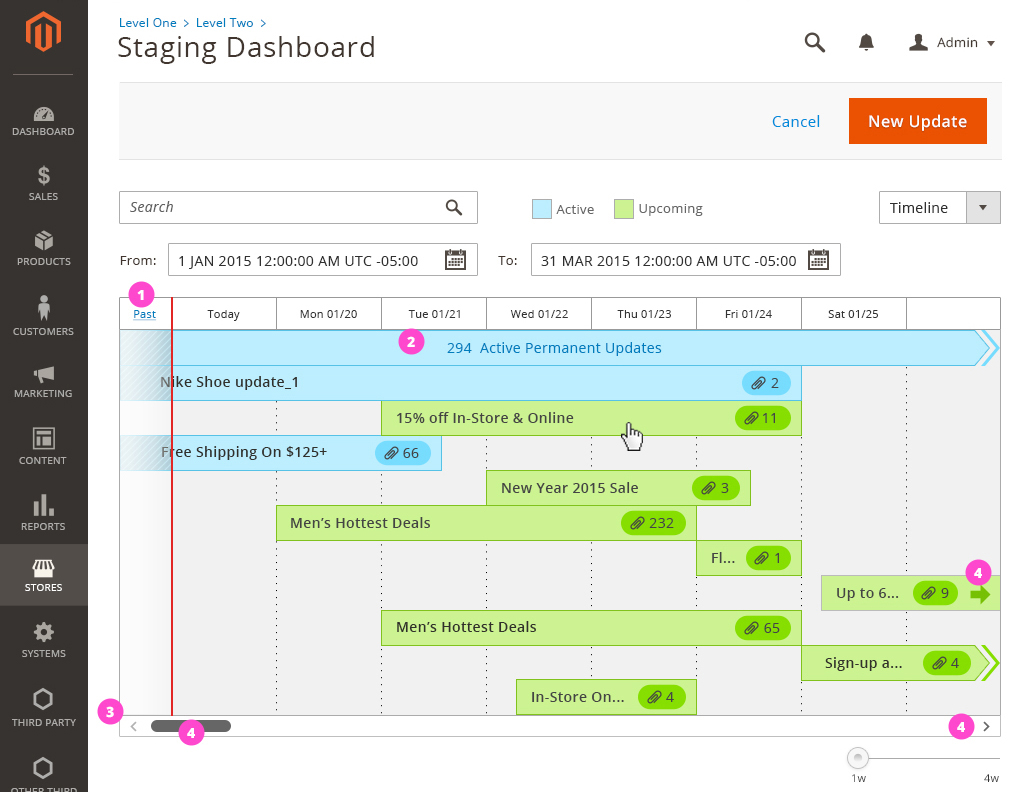 Level One > Level Two >
Staging Dashboard
Admin
DASHBOARD
SALES
PRODUCTS
CUSTOMERS
MARKETING
CONTENT
REPORTS
STORES
SYSTEMS
THIRD PARTY
OTHER THIRD
Cancel
New Update
Search
Active
Upcoming
Timeline
From:
1 JAN 2015 12:00:00 AM UTC -05:00
To:
31 MAR 2015 12:00:00 AM UTC -05:00
1
Past
Today
Mon 01/20
Tue 01/21
Wed 01/22
Thu 01/23
Fri 01/24
Sat 01/25
2
294 Active Permanent Updates
Nike Shoe update_1
2
15% off In-Store & Online
11
Free Shipping On $125+
66
New Year 2015 Sale
3
Men’s Hottest Deals
232
Fl...
1
4
Up to 6...
9
Men’s Hottest Deals
65
Sign-up a...
4
In-Store On...
4
3
4
4
1w
4w